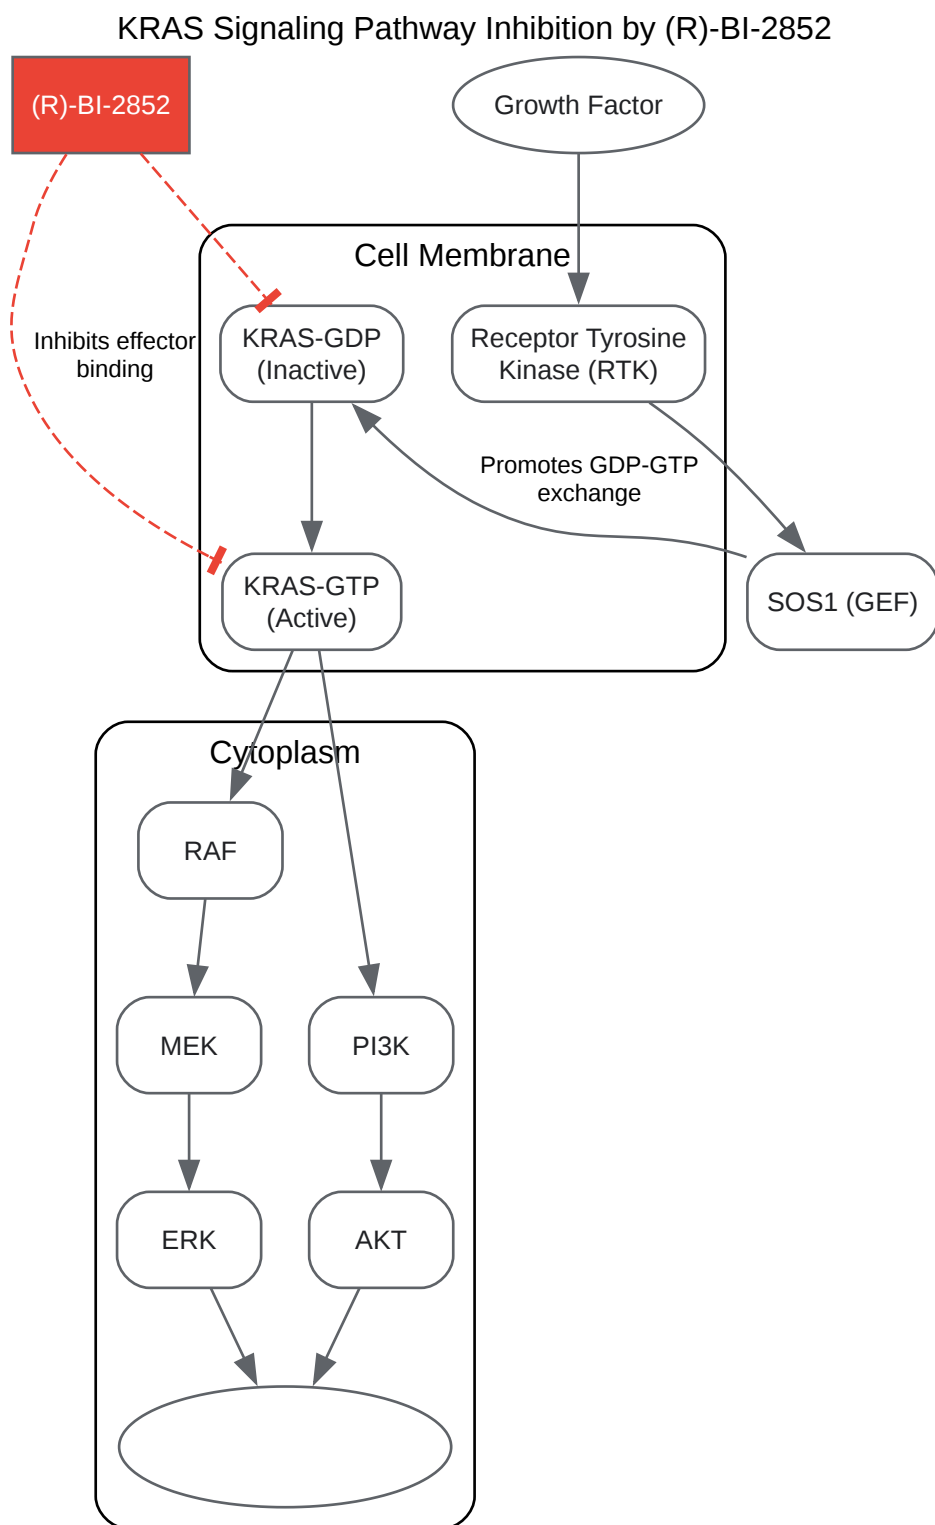 KRAS Signaling Pathway Inhibition by (R)-BI-2852
(R)-BI-2852
Growth Factor
Cell Membrane
Inhibits effector
binding
KRAS-GDP
(Inactive)
Receptor Tyrosine
Kinase (RTK)
Promotes GDP-GTP
exchange
KRAS-GTP
(Active)
SOS1 (GEF)
Cytoplasm
RAF
MEK
PI3K
ERK
AKT